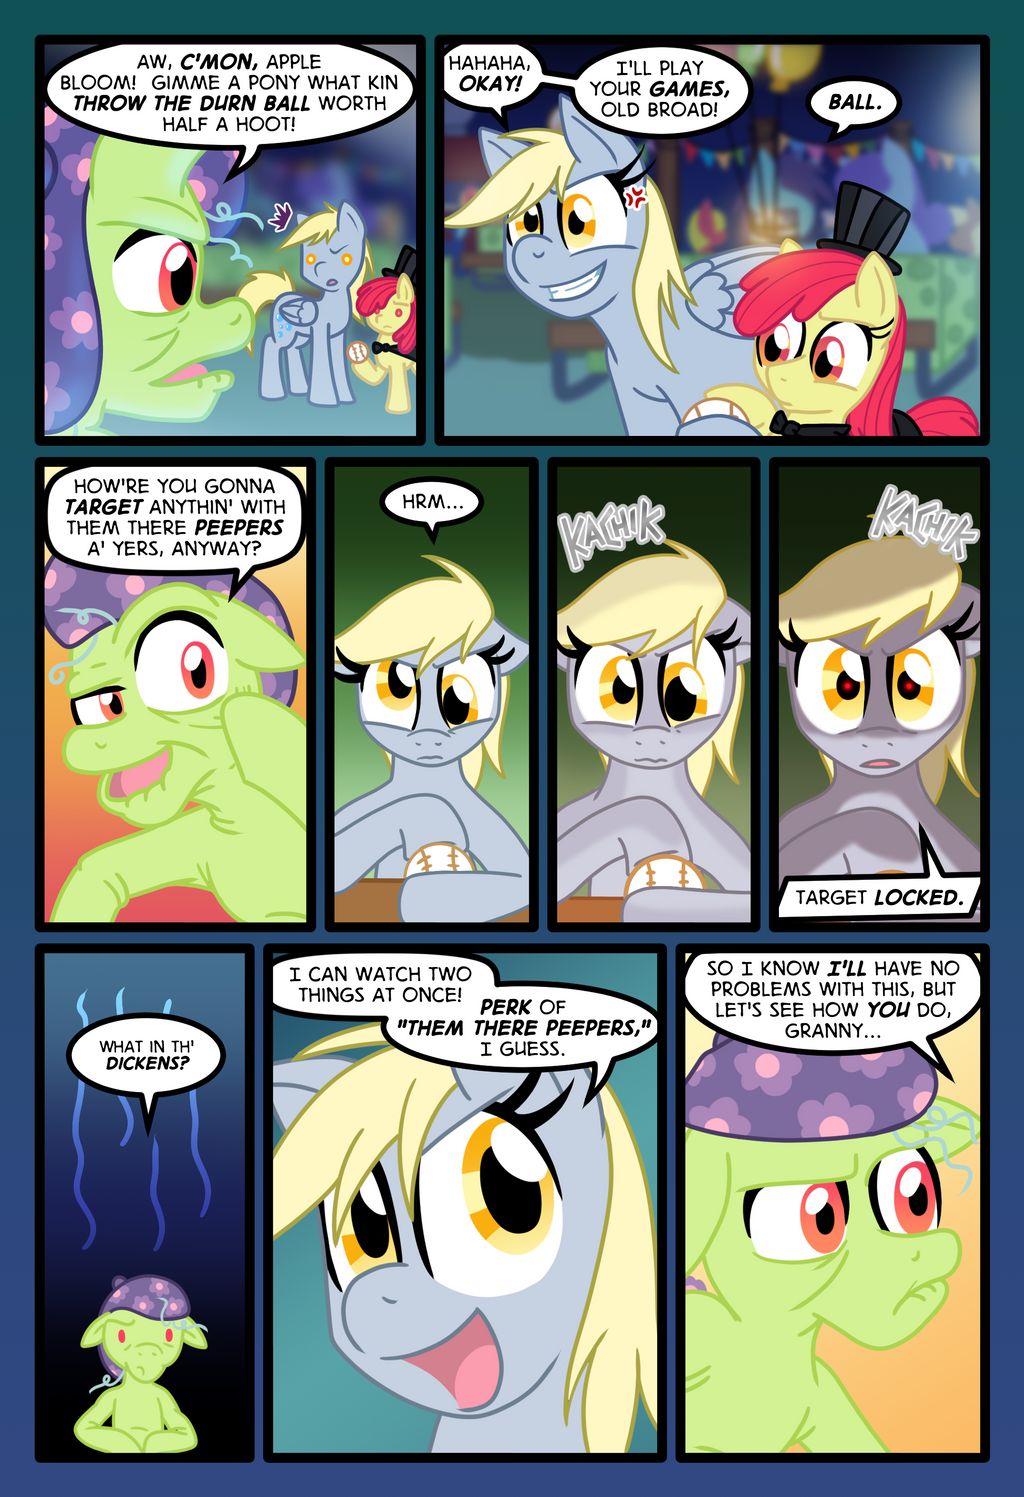 AW, C'MON, APPLE
BLOOM! GIMME A PONY WHAT KIN
THROW THE DURN BALL WORTH
HALF A HOOT!
HAHAHA,
OKAY!
I'LL PLAY
YOUR GAMES,
OLD BROAD!
BALL.
HOW'RE YOU GONNA
TARGET ANYTHIN' WITH
THEM THERE PEEPERS
A' YERS, ANYWAY?
HRM...
KACHIK
KACHIK
TARGET LOCKED.
WHAT IN TH'
DICKENS?
I CAN WATCH TWO
THINGS AT ONCE!
PERK OF
"THEM THERE PEEPERS,"
I GUESS.
SO I KNOW I'LL HAVE NO
PROBLEMS WITH THIS, BUT
LET'S SEE HOW YOU DO,
GRANNY...